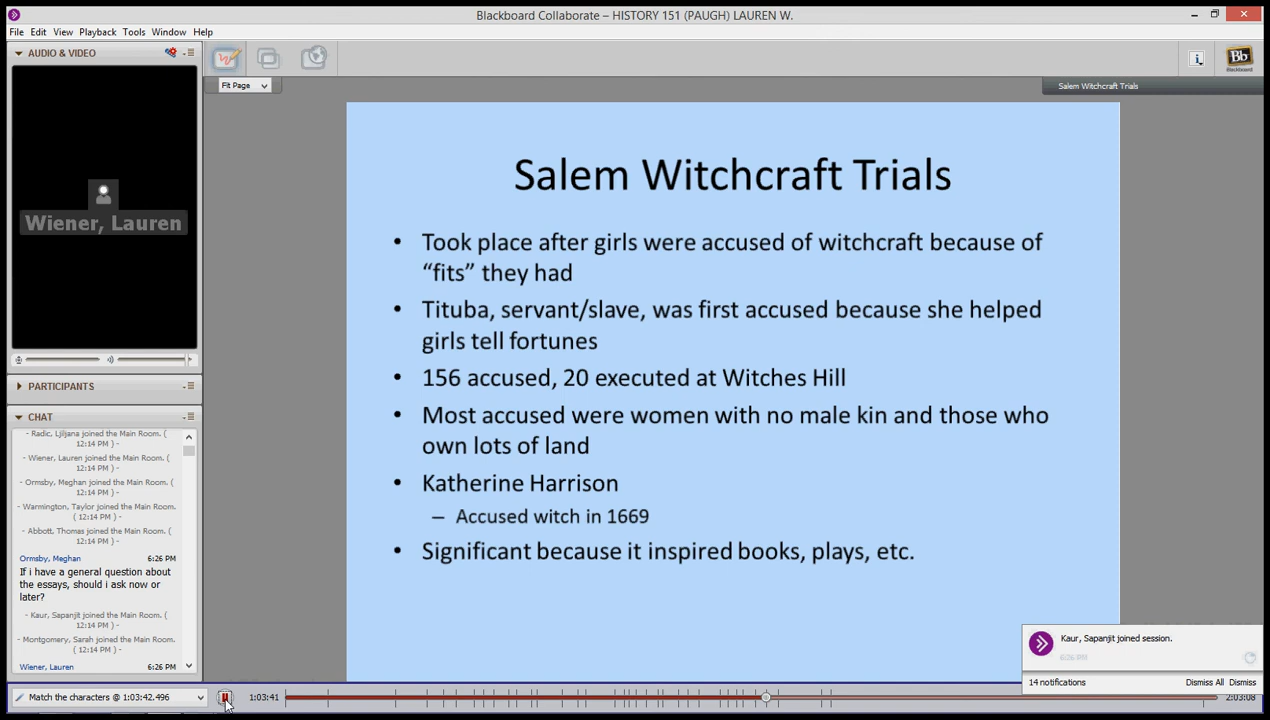 Blackboard Collaborate – HISTORY 151 (PAUGH) LAUREN W.
File Edit View Playback Tools Window Help
AUDIO & VIDEO
Fit Page
Bb
Blackboard
Salem Witchcraft Trials
Wiener, Lauren
Salem Witchcraft Trials
• Took place after girls were accused of witchcraft because of
“fits” they had
• Tituba, servant/slave, was first accused because she helped
girls tell fortunes
• 156 accused, 20 executed at Witches Hill
• Most accused were women with no male kin and those who
own lots of land
• Katherine Harrison
– Accused witch in 1669
• Significant because it inspired books, plays, etc.
PARTICIPANTS
CHAT
- Radic, Ljiljana joined the Main Room. (
12:14 PM ) -
- Wiener, Lauren joined the Main Room. (
12:14 PM ) -
- Ormsby, Meghan joined the Main Room. (
12:14 PM ) -
- Warmington, Taylor joined the Main Room.
( 12:14 PM ) -
- Abbott, Thomas joined the Main Room. (
12:14 PM ) -
Ormsby, Meghan 6:26 PM
If i have a general question about
the essays, should i ask now or
later?
- Kaur, Sapanjit joined the Main Room. (
12:14 PM ) -
- Montgomery, Sarah joined the Main Room.
( 12:14 PM ) -
Wiener, Lauren 6:26 PM
Kaur, Sapanjit joined session.
6:26 PM
14 notifications Dismiss All Dismiss
Match the characters @ 1:03:42.496 1:03:41 2:03:08